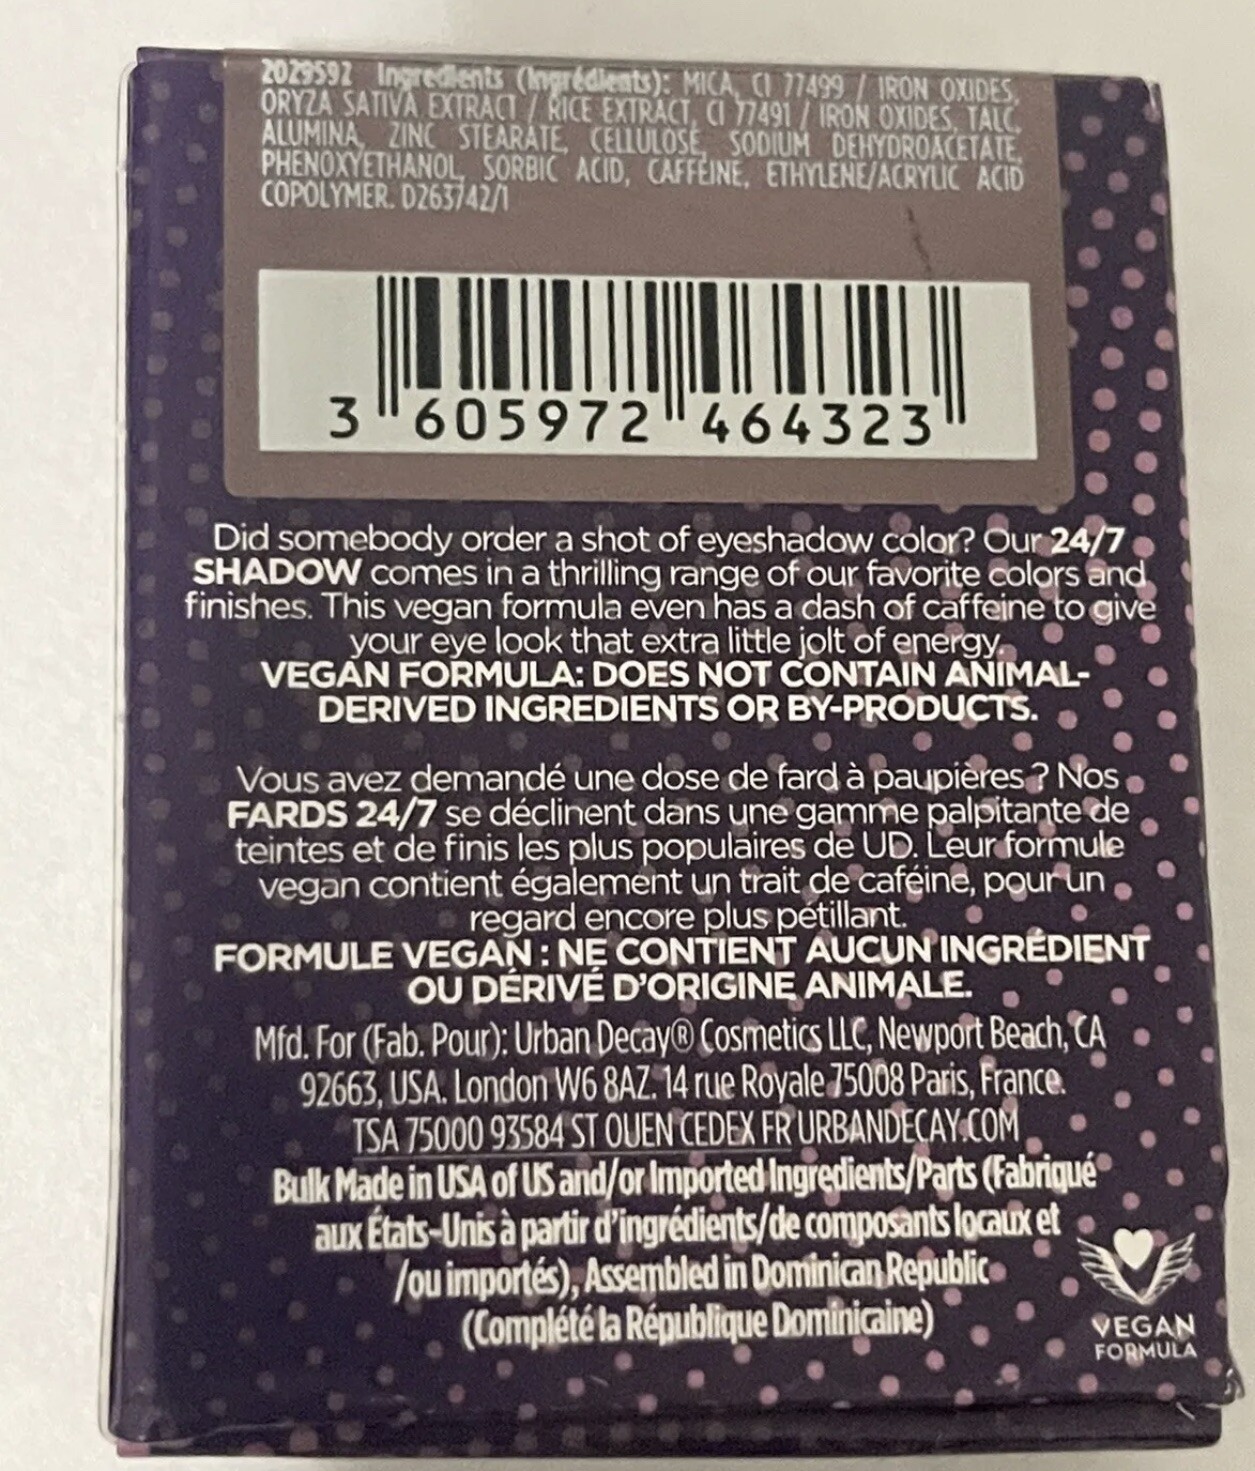 2029592 Ingredients (Ingrédients): MICA, CI 77499 / IRON OXIDES,
ORYZA SATIVA EXTRACT / RICE EXTRACT, CI 77491 / IRON OXIDES, TALC,
ALUMINA, ZINC STEARATE, CELLULOSE, SODIUM DEHYDROACETATE,
PHENOXYETHANOL, SORBIC ACID, CAFFEINE, ETHYLENE/ACRYLIC ACID
COPOLYMER. D263742/1
3 605972 464323
Did somebody order a shot of eyeshadow color? Our 24/7
SHADOW comes in a thrilling range of our favorite colors and
finishes. This vegan formula even has a dash of caffeine to give
your eye look that extra little jolt of energy.
VEGAN FORMULA: DOES NOT CONTAIN ANIMAL-
DERIVED INGREDIENTS OR BY-PRODUCTS.
Vous avez demandé une dose de fard à paupières ? Nos
FARDS 24/7 se déclinent dans une gamme palpitante de
teintes et de finis les plus populaires de UD. Leur formule
vegan contient également un trait de caféine, pour un
regard encore plus pétillant.
FORMULE VEGAN : NE CONTIENT AUCUN INGRÉDIENT
OU DÉRIVÉ D'ORIGINE ANIMALE.
Mfd. For (Fab. Pour): Urban Decay® Cosmetics LLC, Newport Beach, CA
92663, USA. London W6 8AZ. 14 rue Royale 75008 Paris, France.
TSA 75000 93584 ST OUEN CEDEX FR URBANDECAY.COM
Bulk Made in USA of US and/or Imported Ingredients/Parts (Fabriqué
aux États-Unis à partir d'ingrédients/de composants locaux et
/ou importés), Assembled in Dominican Republic
(Complété la République Dominicaine)
VEGAN
FORMULA